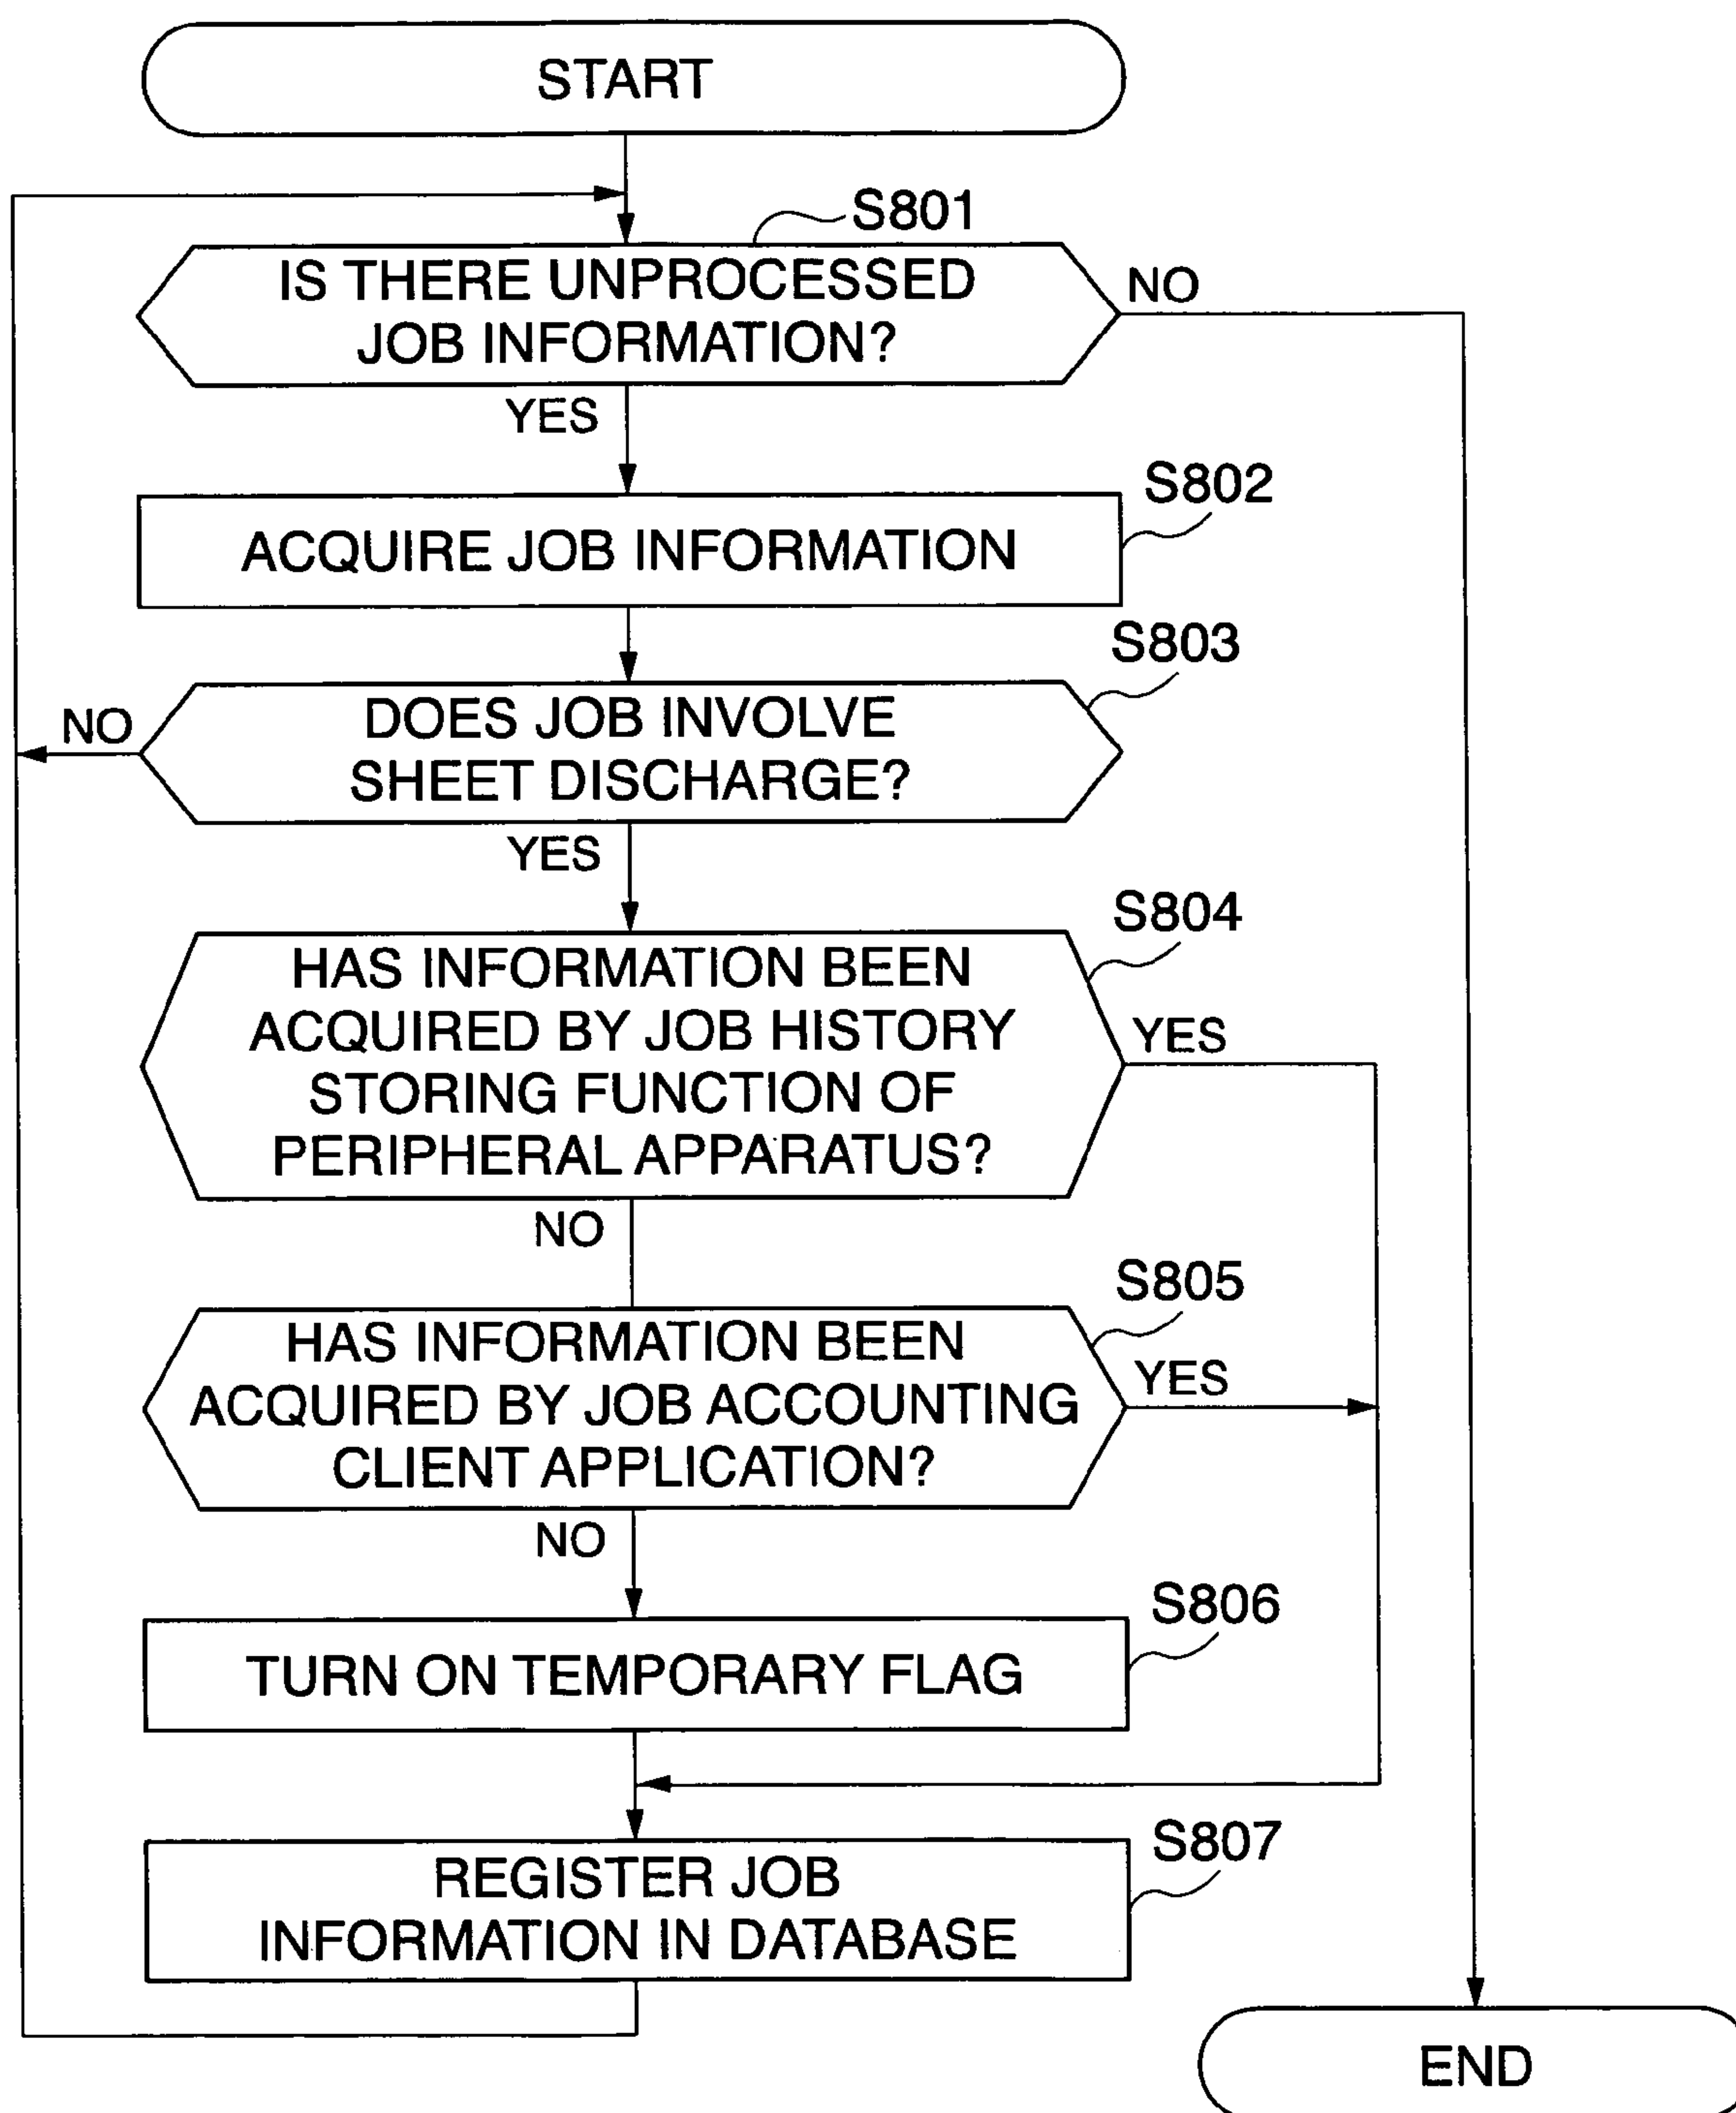 START
S801
IS THERE UNPROCESSED
JOB INFORMATION?
NO
YES
S802
ACQUIRE JOB INFORMATION
S803
DOES JOB INVOLVE
SHEET DISCHARGE?
NO
YES
S804
HAS INFORMATION BEEN
ACQUIRED BY JOB HISTORY
STORING FUNCTION OF
PERIPHERAL APPARATUS?
YES
NO
S805
HAS INFORMATION BEEN
ACQUIRED BY JOB ACCOUNTING
CLIENT APPLICATION?
YES
NO
S806
TURN ON TEMPORARY FLAG
S807
REGISTER JOB
INFORMATION IN DATABASE
END